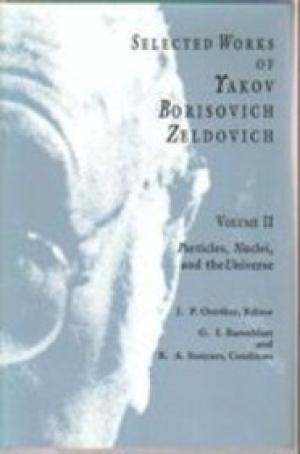 SELECTED WORKS
OF
YAKOV
BORISOVICH
ZELDOVICH
VOLUME II
Particles, Nuclei,
and the Universe
J. P. Ostriker, Editor
G. I. Barenblatt
and
R. A. Sunyaev, Coeditors